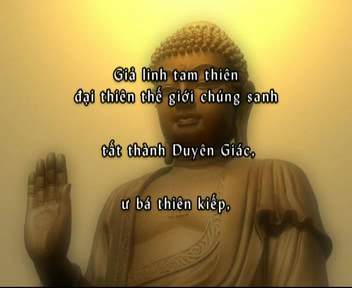 Giả linh tam thiên
đại thiên thế giới chúng sanh
tất thành Duyên Giác,
ư bá thiên kiếp,